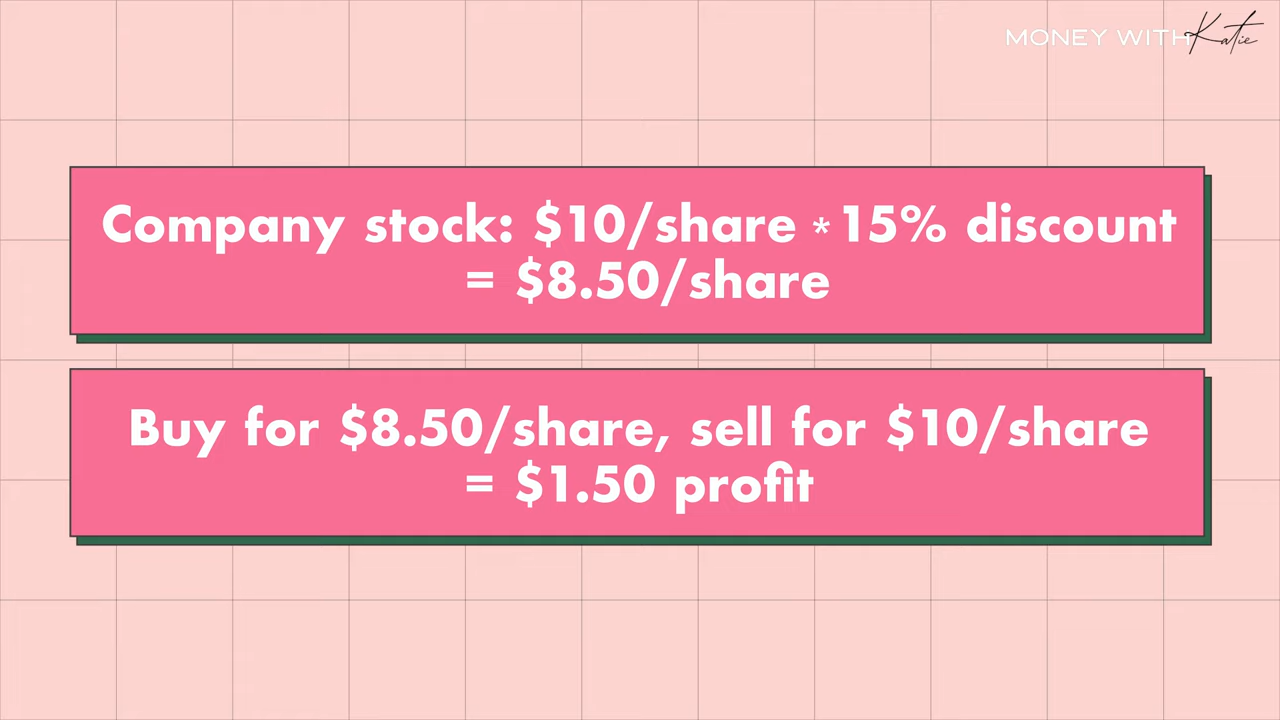 MONEY WITH Katie
Company stock: $10/share *15% discount
= $8.50/share
Buy for $8.50/share, sell for $10/share
= $1.50 profit